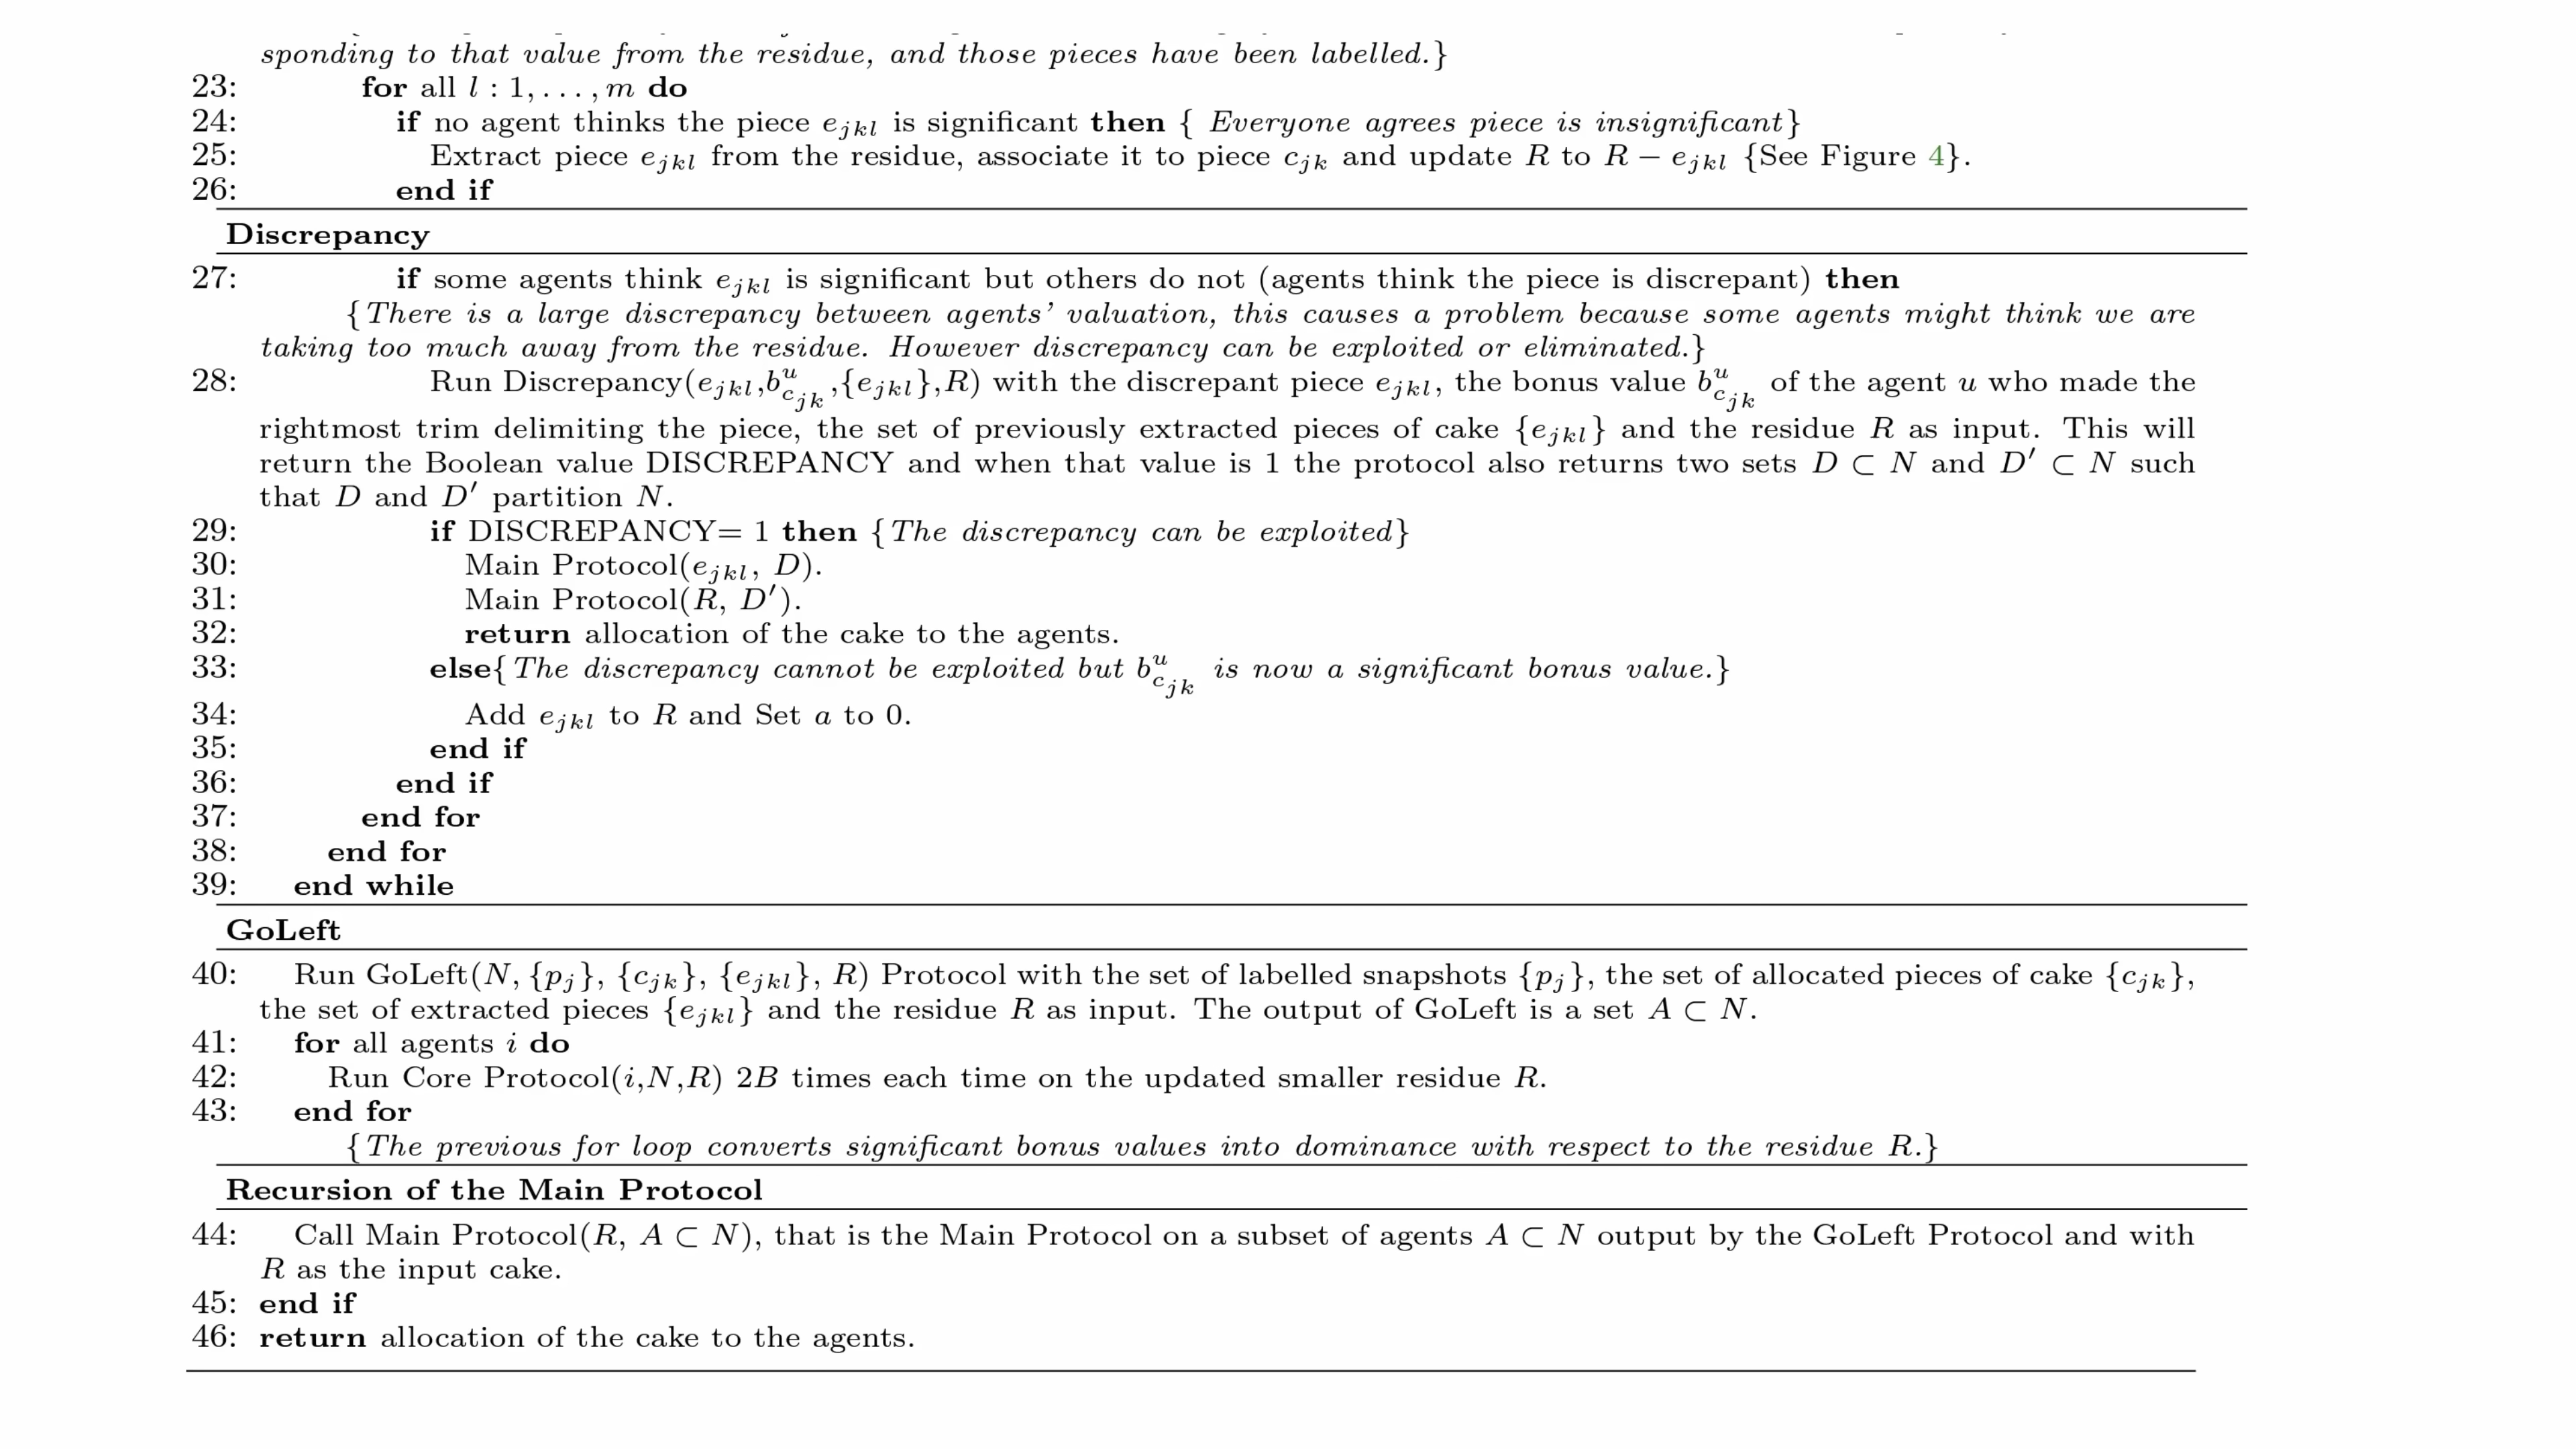 sponding to that value from the residue, and those pieces have been labelled.}
23: for all l : 1, . . . , m do
24: if no agent thinks the piece e_{jkl} is significant then { Everyone agrees piece is insignificant}
25: Extract piece e_{jkl} from the residue, associate it to piece c_{jk} and update R to R − e_{jkl} {See Figure 4}.
26: end if
Discrepancy
27: if some agents think e_{jkl} is significant but others do not (agents think the piece is discrepant) then
{There is a large discrepancy between agents' valuation, this causes a problem because some agents might think we are
taking too much away from the residue. However discrepancy can be exploited or eliminated.}
28: Run Discrepancy(e_{jkl},b^u_{c_{jk}},{e_{jkl}},R) with the discrepant piece e_{jkl}, the bonus value b^u_{c_{jk}} of the agent u who made the
rightmost trim delimiting the piece, the set of previously extracted pieces of cake {e_{jkl}} and the residue R as input. This will
return the Boolean value DISCREPANCY and when that value is 1 the protocol also returns two sets D ⊂ N and D′ ⊂ N such
that D and D′ partition N.
29: if DISCREPANCY= 1 then {The discrepancy can be exploited}
30: Main Protocol(e_{jkl}, D).
31: Main Protocol(R, D′).
32: return allocation of the cake to the agents.
33: else{The discrepancy cannot be exploited but b^u_{c_{jk}} is now a significant bonus value.}
34: Add e_{jkl} to R and Set a to 0.
35: end if
36: end if
37: end for
38: end for
39: end while
GoLeft
40: Run GoLeft(N, {p_j}, {c_{jk}}, {e_{jkl}}, R) Protocol with the set of labelled snapshots {p_j}, the set of allocated pieces of cake {c_{jk}},
the set of extracted pieces {e_{jkl}} and the residue R as input. The output of GoLeft is a set A ⊂ N.
41: for all agents i do
42: Run Core Protocol(i,N,R) 2B times each time on the updated smaller residue R.
43: end for
{The previous for loop converts significant bonus values into dominance with respect to the residue R.}
Recursion of the Main Protocol
44: Call Main Protocol(R, A ⊂ N), that is the Main Protocol on a subset of agents A ⊂ N output by the GoLeft Protocol and with
R as the input cake.
45: end if
46: return allocation of the cake to the agents.